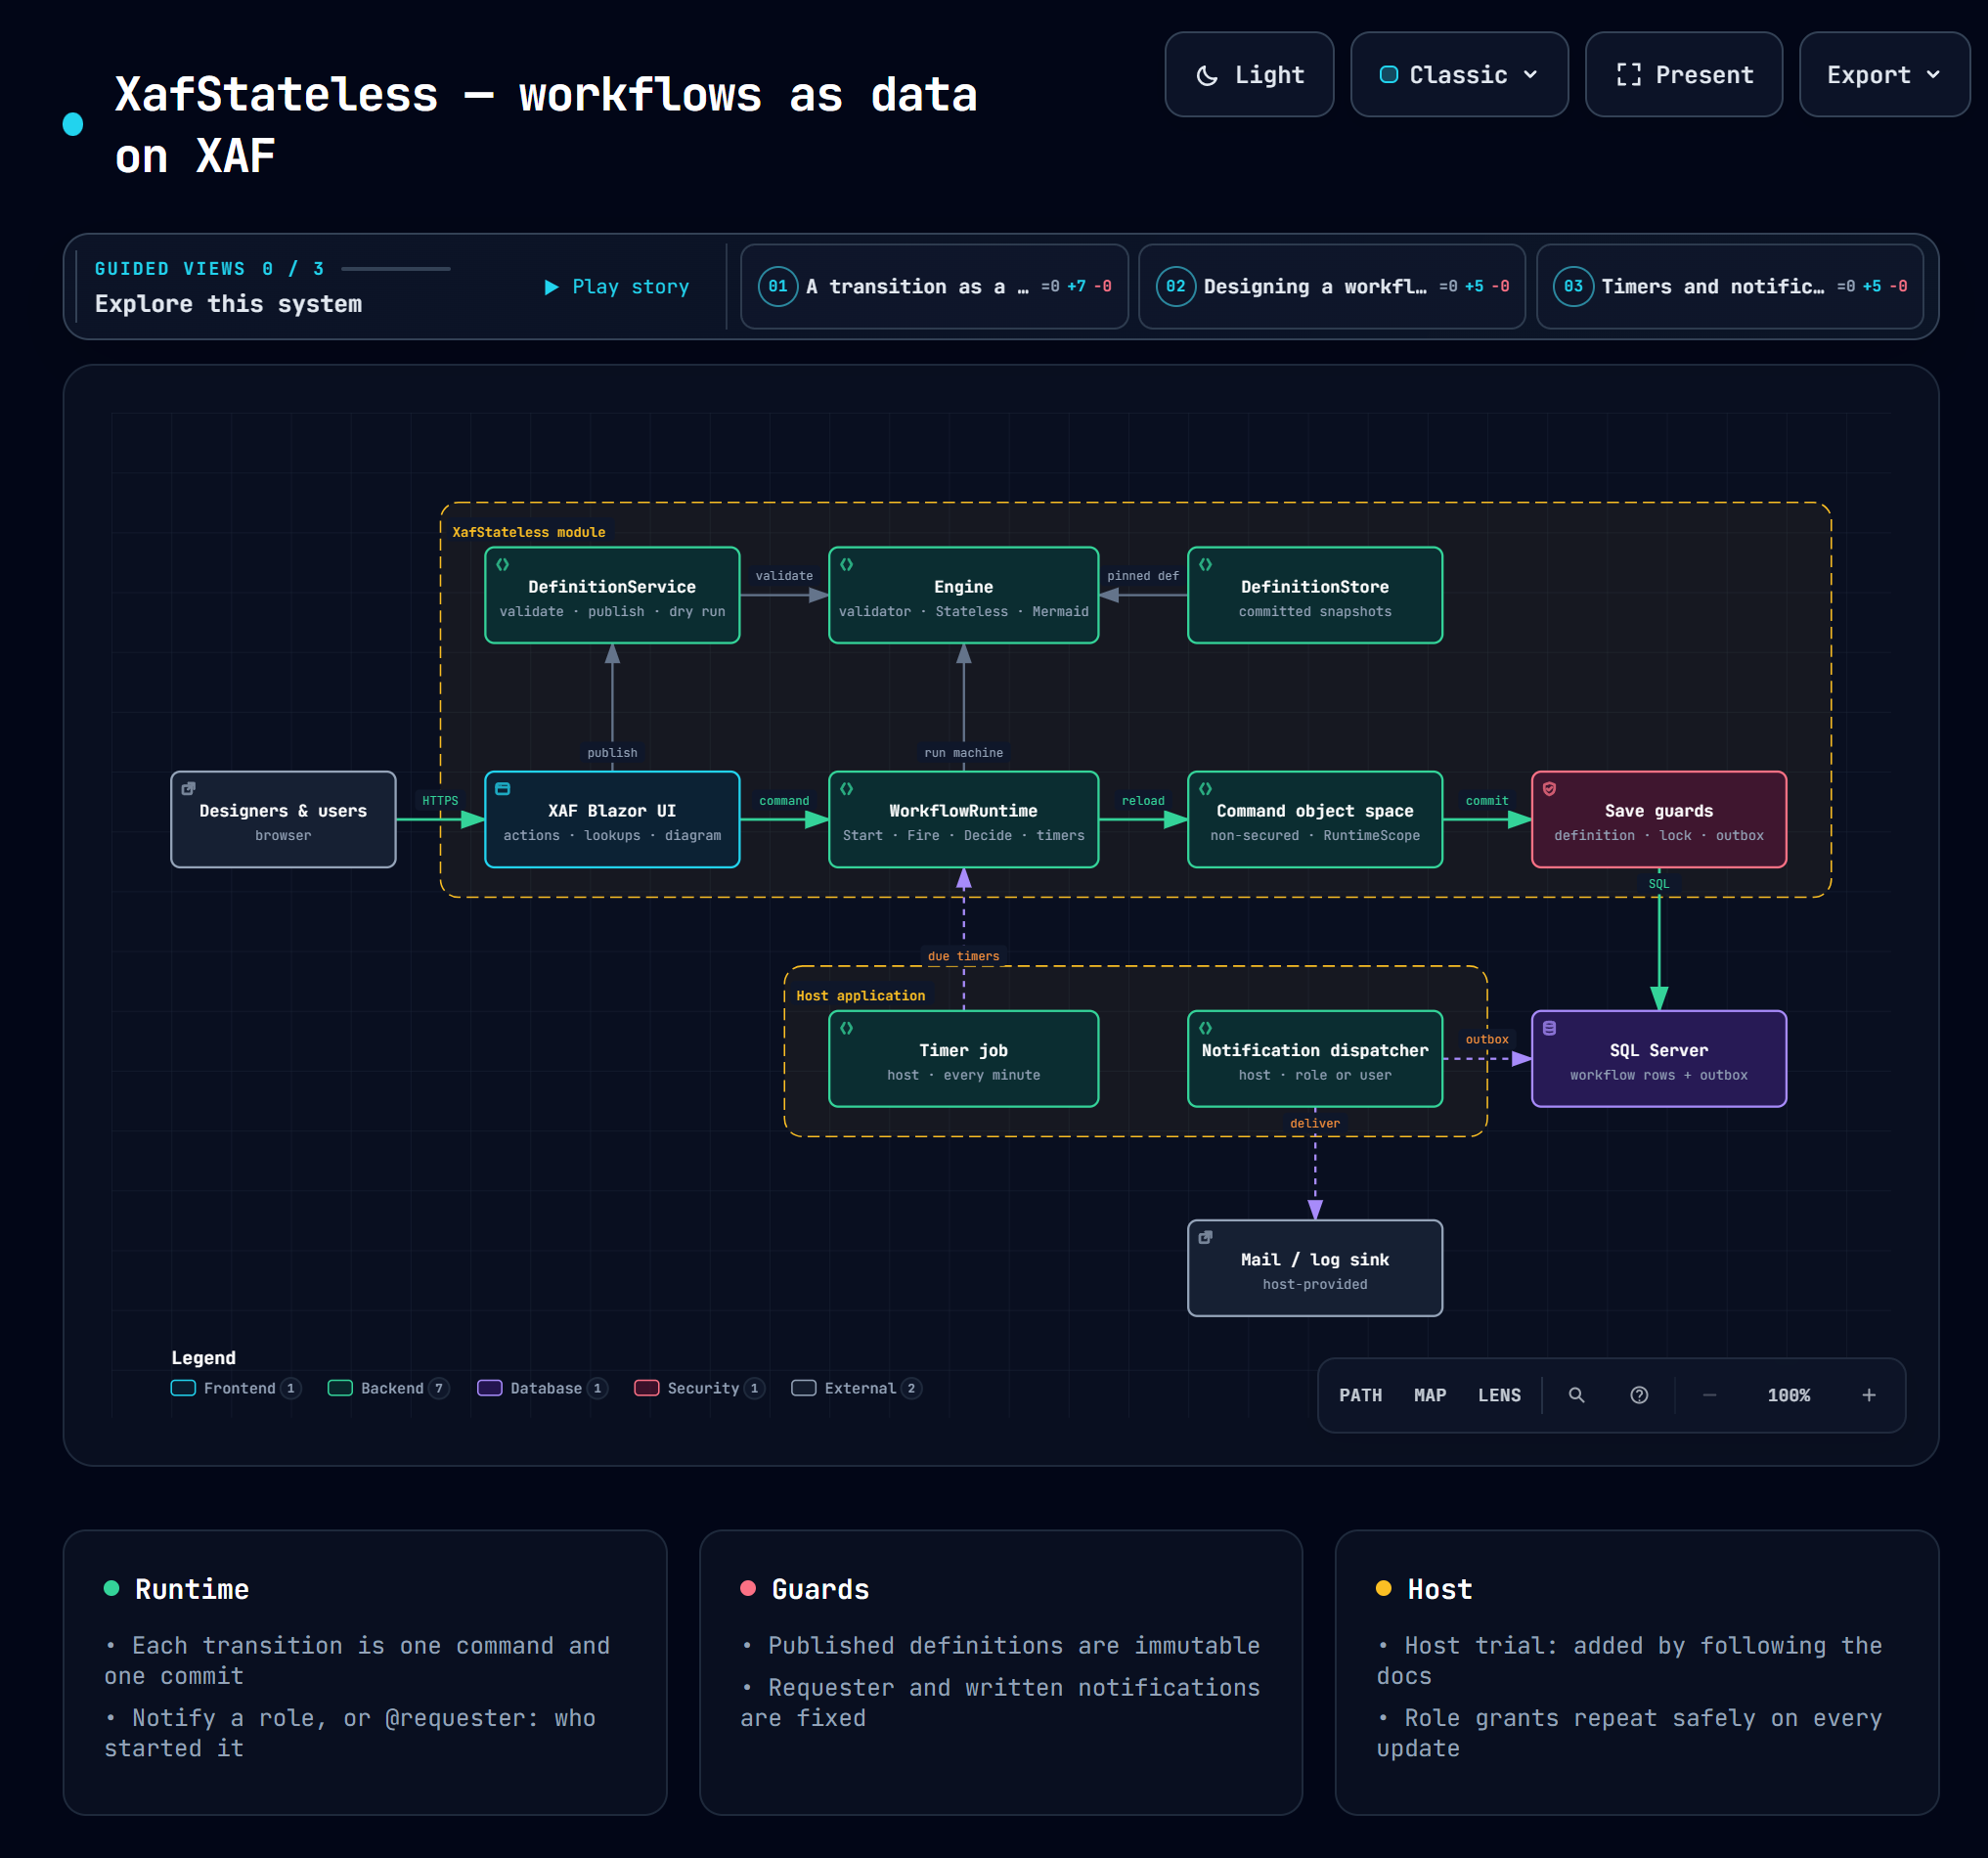 XafStateless — workflows as data
on XAF
Light
Classic
Present
Export
GUIDED VIEWS 0 / 3
Explore this system
Play story
01 A transition as a … =0 +7 -0
02 Designing a workfl… =0 +5 -0
03 Timers and notific… =0 +5 -0
XafStateless module
DefinitionService
validate · publish · dry run
validate
Engine
validator · Stateless · Mermaid
pinned def
DefinitionStore
committed snapshots
publish
run machine
Designers & users
browser
HTTPS
XAF Blazor UI
actions · lookups · diagram
command
WorkflowRuntime
Start · Fire · Decide · timers
reload
Command object space
non-secured · RuntimeScope
commit
Save guards
definition · lock · outbox
SQL
due timers
Host application
Timer job
host · every minute
Notification dispatcher
host · role or user
outbox
SQL Server
workflow rows + outbox
deliver
Mail / log sink
host-provided
Legend
Frontend 1
Backend 7
Database 1
Security 1
External 2
PATH
MAP
LENS
− 100% +
Runtime
• Each transition is one command and
one commit
• Notify a role, or @requester: who
started it
Guards
• Published definitions are immutable
• Requester and written notifications
are fixed
Host
• Host trial: added by following the
docs
• Role grants repeat safely on every
update